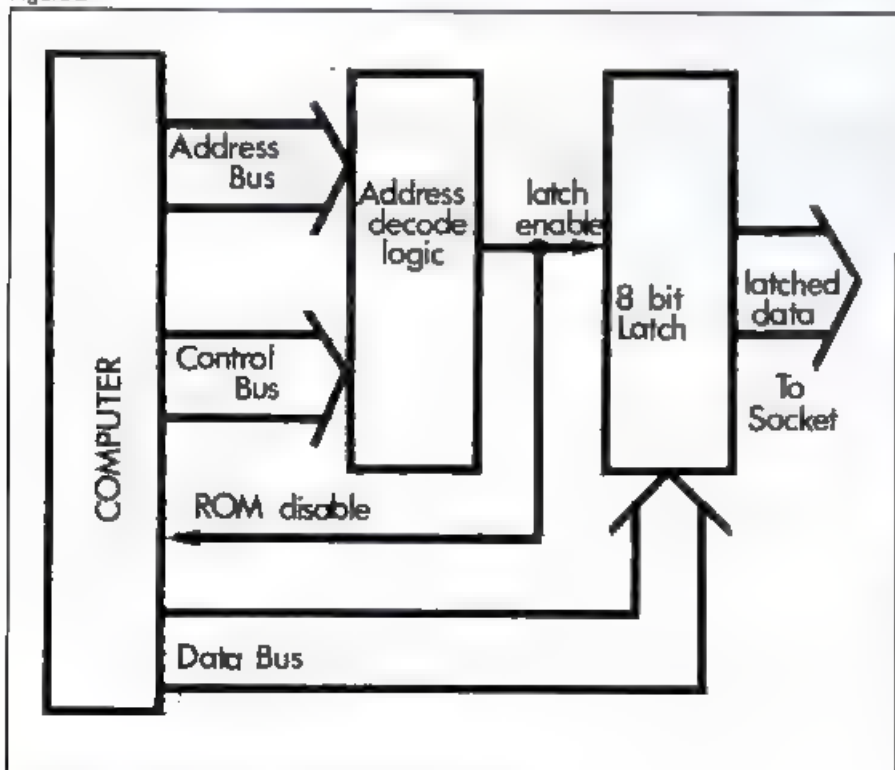 COMPUTER
Address
Bus
Address
decode
logic
latch
enable
8 bit
Latch
latched
data
To
Socket
Control
Bus
ROM disable
Data Bus